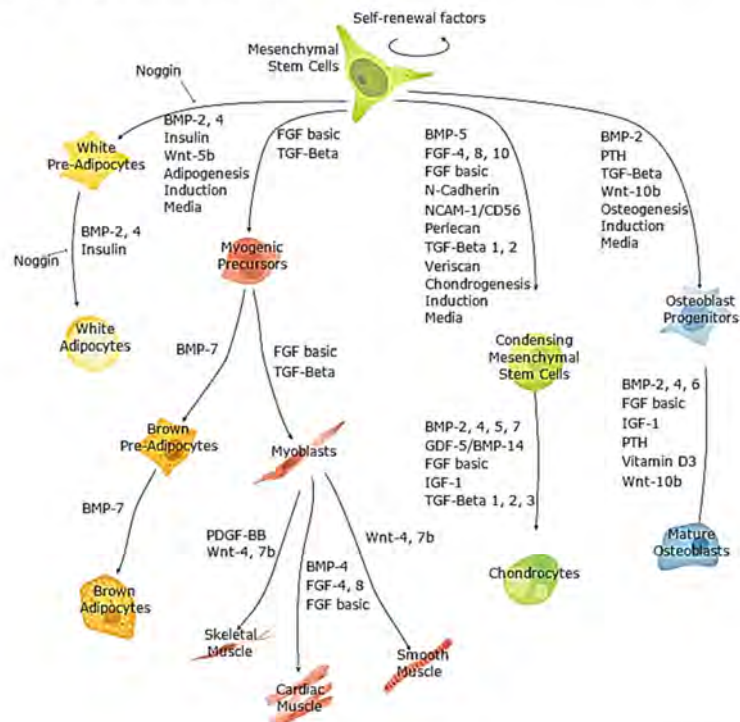 Self-renewal factors
Mesenchymal
Stem Cells
Noggin
White
Pre-Adipocytes
BMP-2, 4
Insulin
Wnt-5b
Adipogenesis
Induction
Media
FGF basic
TGF-Beta
BMP-5
FGF-4, 8, 10
FGF basic
N-Cadherin
NCAM-1/CD56
Perlecan
TGF-Beta 1, 2
Veriscan
Chondrogenesis
Induction
Media
BMP-2
PTH
TGF-Beta
Wnt-10b
Osteogenesis
Induction
Media
Noggin
BMP-2, 4
Insulin
Myogenic
Precursors
White
Adipocytes
BMP-7
FGF basic
TGF-Beta
Condensing
Mesenchymal
Stem Cells
Osteoblast
Progenitors
Brown
Pre-Adipocytes
Myoblasts
BMP-2, 4, 5, 7
GDF-5/BMP-14
FGF basic
IGF-1
TGF-Beta 1, 2, 3
BMP-2, 4, 6
FGF basic
IGF-1
PTH
Vitamin D3
Wnt-10b
BMP-7
PDGF-BB
Wnt-4, 7b
BMP-4
FGF-4, 8
FGF basic
Wnt-4, 7b
Brown
Adipocytes
Skeletal
Muscle
Cardiac
Muscle
Smooth
Muscle
Chondrocytes
Mature
Osteoblasts